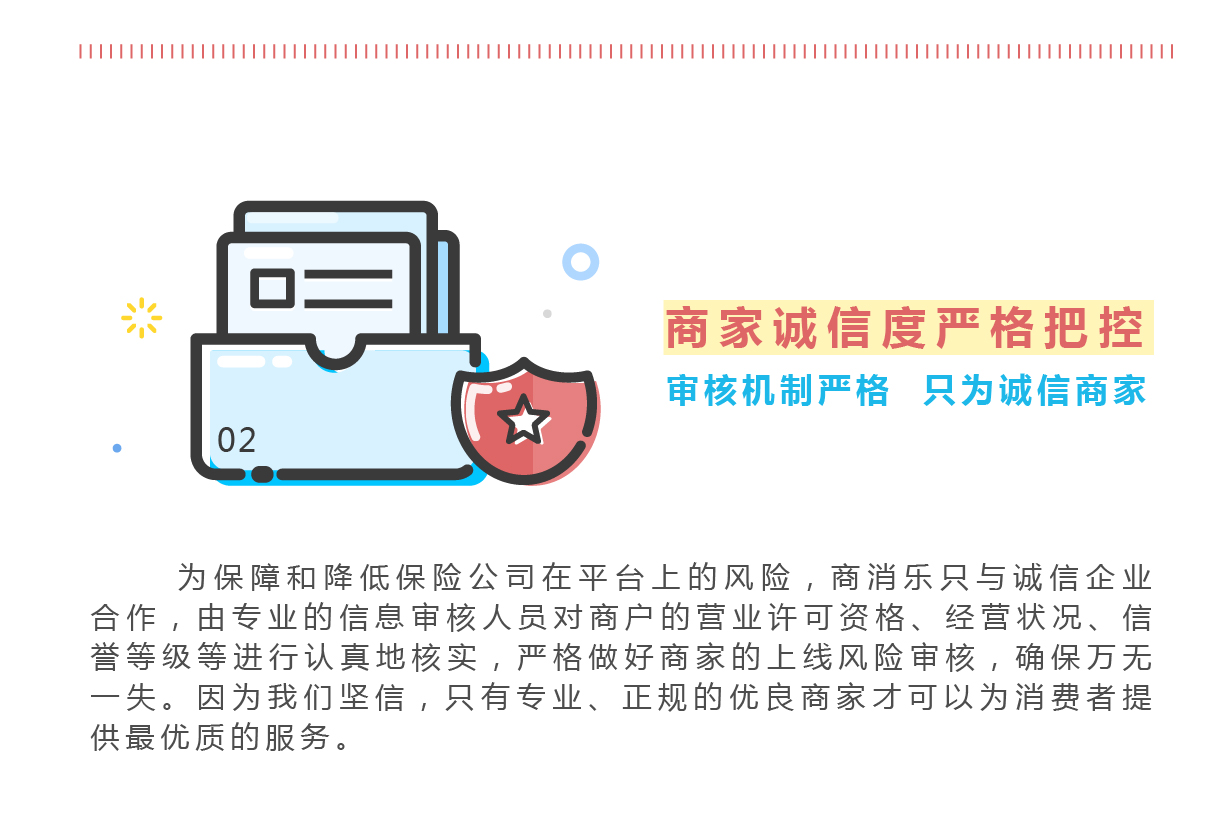 商家诚信度严格把控
审核机制严格 只为诚信商家
02
为保障和降低保险公司在平台上的风险，商消乐只与诚信企业
合作，由专业的信息审核人员对商户的营业许可资格、经营状况、信
誉等级等进行认真地核实，严格做好商家的上线风险审核，确保万无
一失。因为我们坚信，只有专业、正规的优良商家才可以为消费者提
供最优质的服务。